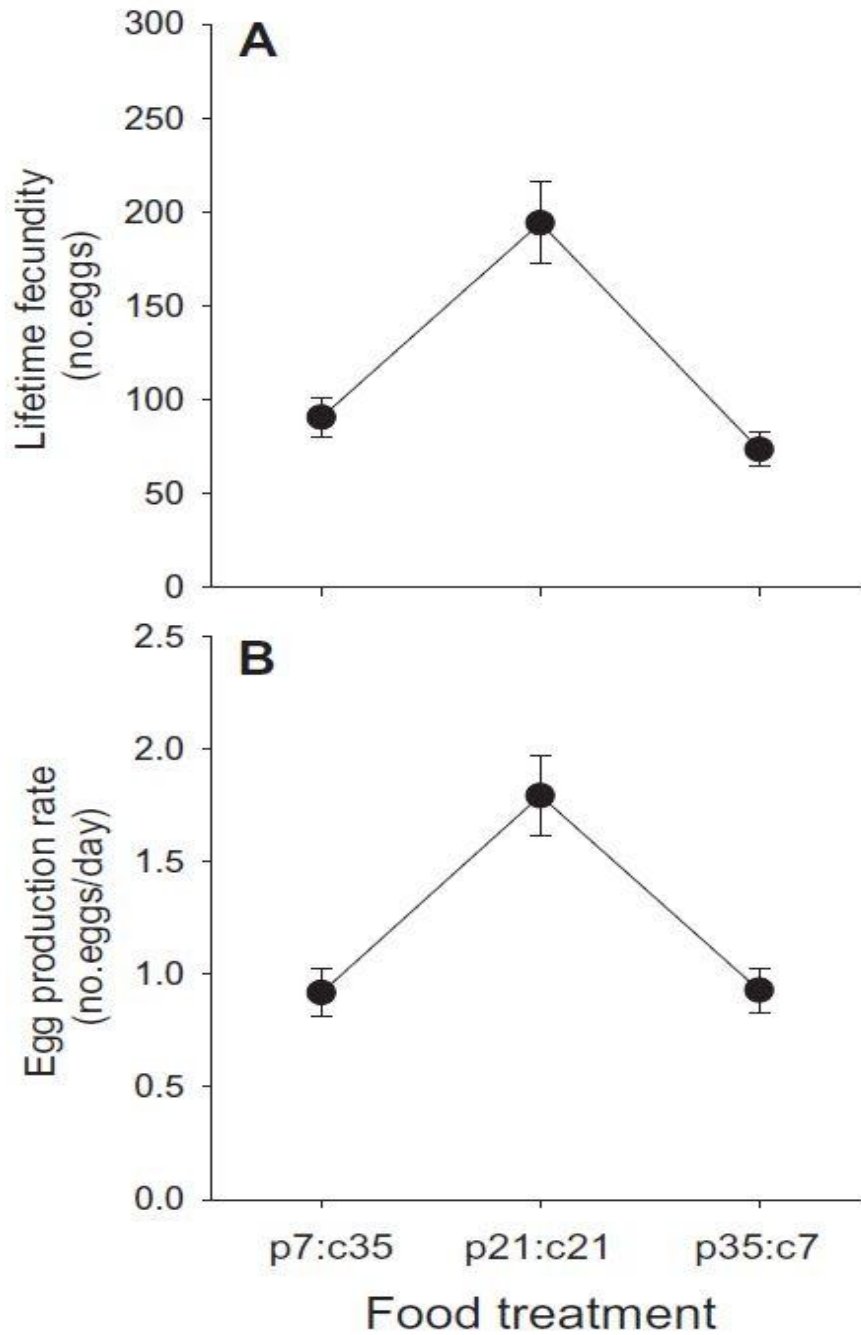 A
300
250
200
150
100
50
0
Lifetime fecundity
(no.eggs)
B
2.5
2.0
1.5
1.0
0.5
0.0
Egg production rate
(no.eggs/day)
p7:c35 p21:c21 p35:c7
Food treatment